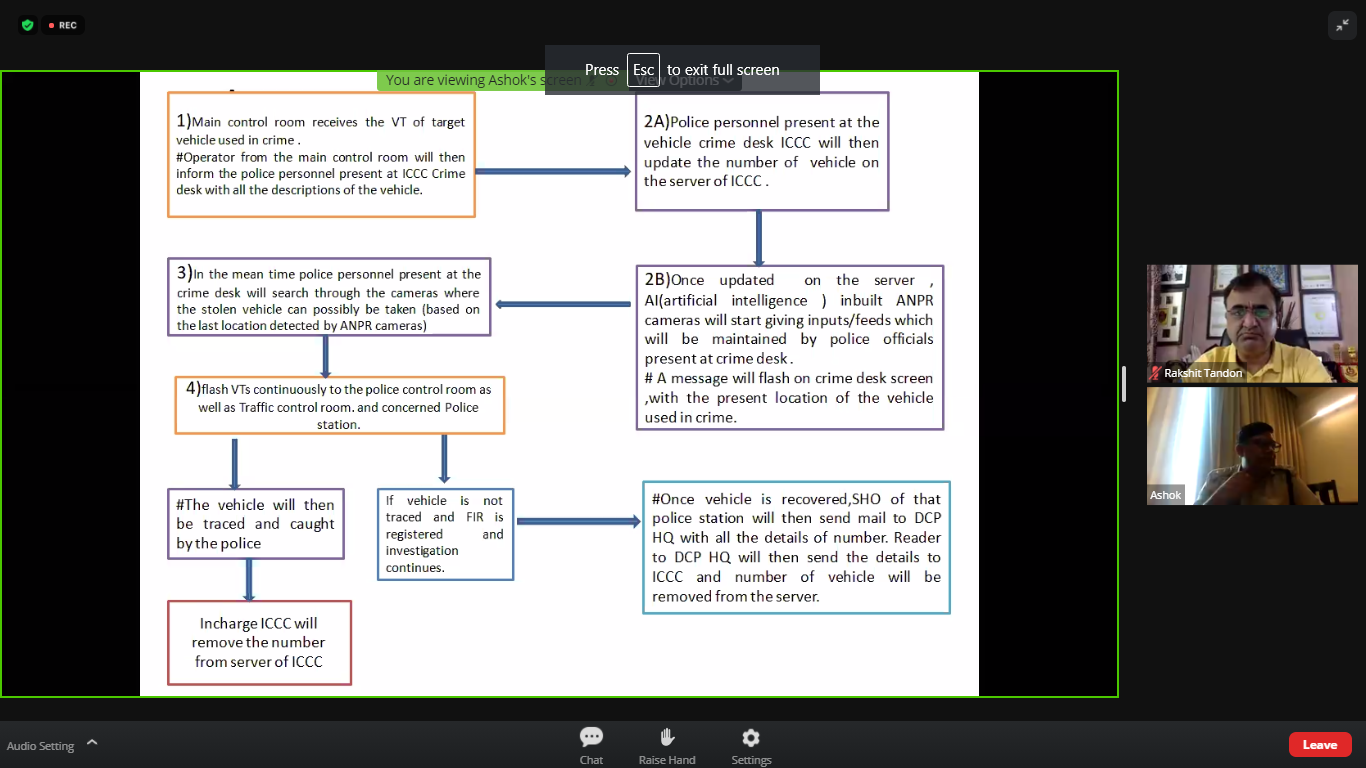 REC
Press Esc to exit full screen
You are viewing Ashok's screen
View Options
1)Main control room receives the VT of target
vehicle used in crime .
#Operator from the main control room will then
inform the police personnel present at ICCC Crime
desk with all the descriptions of the vehicle.
2A)Police personnel present at the
vehicle crime desk ICCC will then
update the number of vehicle on
the server of ICCC .
3)In the mean time police personnel present at the
crime desk will search through the cameras where
the stolen vehicle can possibly be taken (based on
the last location detected by ANPR cameras)
2B)Once updated on the server ,
AI(artificial intelligence ) inbuilt ANPR
cameras will start giving inputs/feeds which
will be maintained by police officials
present at crime desk .
# A message will flash on crime desk screen
,with the present location of the vehicle
used in crime.
4)flash VTs continuously to the police control room as
well as Traffic control room. and concerned Police
station.
#The vehicle will then
be traced and caught
by the police
If vehicle is not
traced and FIR is
registered and
investigation
continues.
#Once vehicle is recovered,SHO of that
police station will then send mail to DCP
HQ with all the details of number. Reader
to DCP HQ will then send the details to
ICCC and number of vehicle will be
removed from the server.
Incharge ICCC will
remove the number
from server of ICCC
Rakshit Tandon
Ashok
Audio Setting
Chat
Raise Hand
Settings
Leave